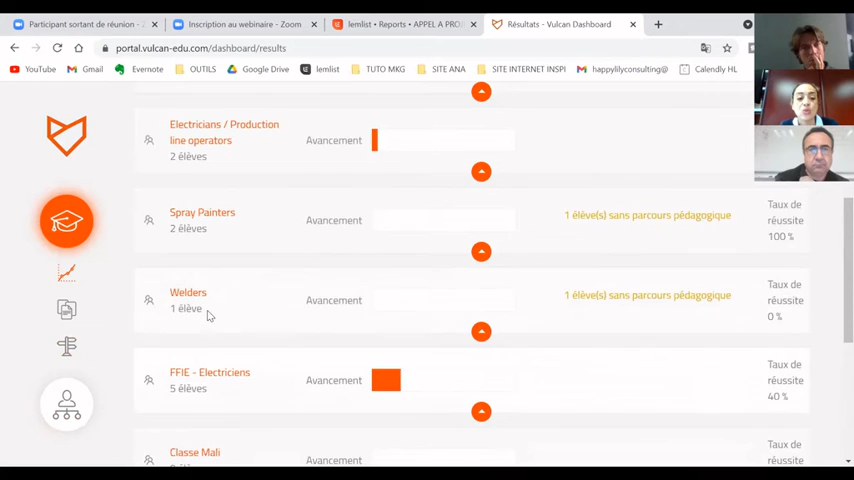 Participant sortant de réunion - Z
Inscription au webinaire - Zoom
lemlist • Reports • APPEL A PROJ
Résultats - Vulcan Dashboard
portal.vulcan-edu.com/dashboard/results
YouTube
Gmail
Evernote
OUTILS
Google Drive
lemlist
TUTO MKG
SITE ANA
SITE INTERNET INSPI
happylilyconsulting@
Calendly HL
Electricians / Production
line operators
2 élèves
Avancement
Spray Painters
2 élèves
Avancement
1 élève(s) sans parcours pédagogique
Taux de
réussite
100 %
Welders
1 élève
Avancement
1 élève(s) sans parcours pédagogique
Taux de
réussite
0 %
FFIE - Electriciens
5 élèves
Avancement
Taux de
réussite
40 %
Classe Mali
Avancement
Taux de
réussite